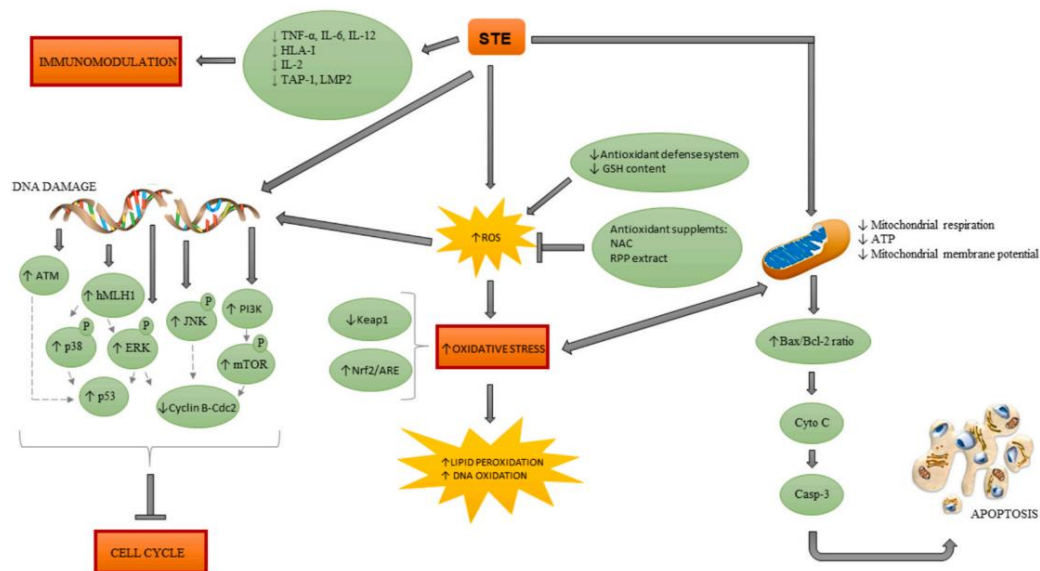 STE
↓ TNF-α, IL-6, IL-12
↓ HLA-I
↓ IL-2
↓ TAP-1, LMP2
IMMUNOMODULATION
↓Antioxidant defense system
↓ GSH content
DNA DAMAGE
↑ROS
Antioxidant supplemts:
NAC
RPP extract
↓ Mitochondrial respiration
↓ ATP
↓ Mitochondrial membrane potential
↑ ATM
↑ hMLH1
↑ JNK
P
↑ PI3K
↑ p38
P
↑ ERK
P
↑ mTOR
P
↑ p53
↓Cyclin B-Cdc2
↓Keap1
↑Nrf2/ARE
↑OXIDATIVE STRESS
↑LIPID PEROXIDATION
↑ DNA OXIDATION
↑Bax/Bcl-2 ratio
Cyto C
Casp-3
APOPTOSIS
CELL CYCLE